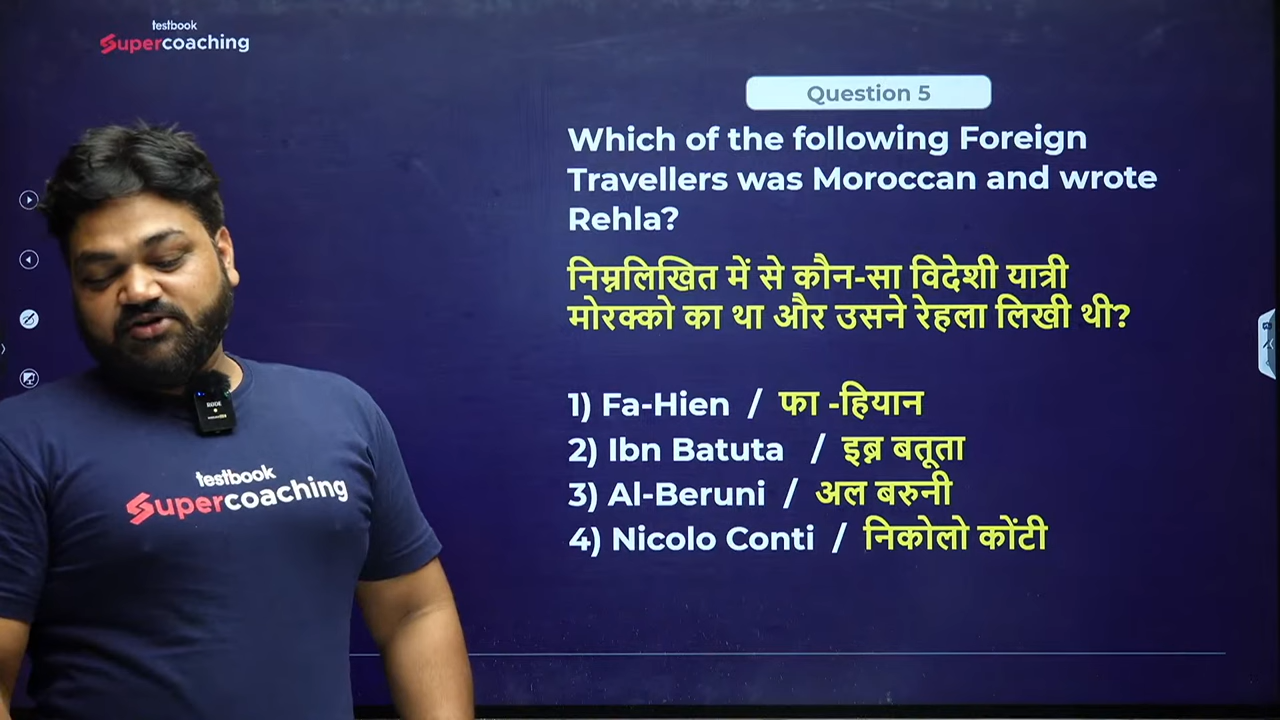 testbook
Supercoaching
Question 5
Which of the following Foreign
Travellers was Moroccan and wrote
Rehla?
निम्नलिखित में से कौन-सा विदेशी यात्री
मोरक्को का था और उसने रेहला लिखी थी?
1) Fa-Hien / फा -हियान
2) Ibn Batuta / इब्न बतूता
3) Al-Beruni / अल बरुनी
4) Nicolo Conti / निकोलो कोंटी
RODE
testbook
Supercoaching